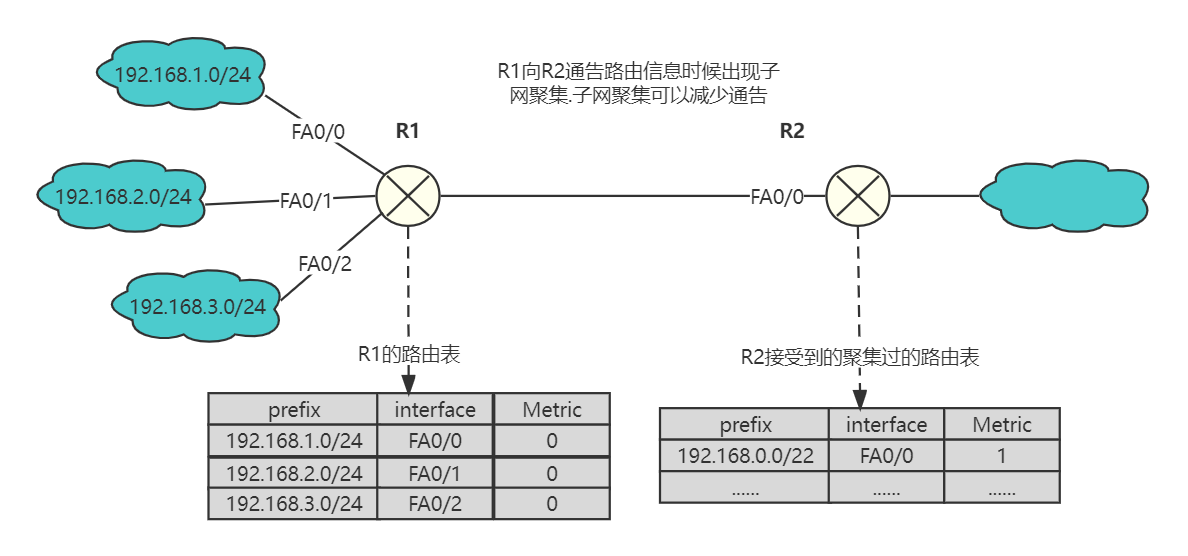 192.168.1.0/24
R1向R2通告路由信息时候出现子
网聚集.子网聚集可以减少通告
FA0/0
R1
R2
192.168.2.0/24
FA0/1
FA0/0
FA0/2
192.168.3.0/24
R1的路由表
R2接受到的聚集过的路由表
prefix interface Metric
192.168.1.0/24 FA0/0 0
192.168.2.0/24 FA0/1 0
192.168.3.0/24 FA0/2 0
prefix interface Metric
192.168.0.0/22 FA0/0 1
...... ...... ......